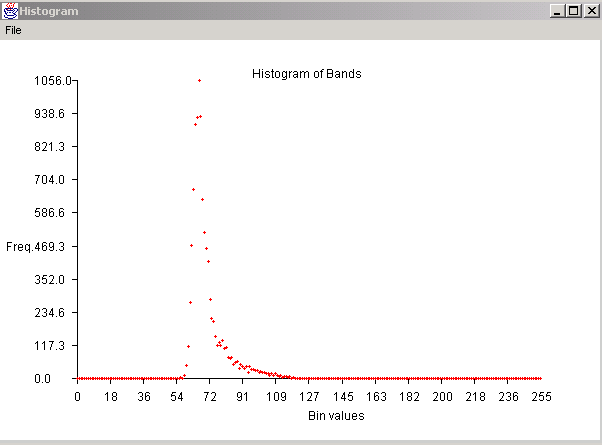 Histogram
File
Histogram of Bands
1056.0
938.6
821.3
704.0
586.6
Freq.469.3
352.0
234.6
117.3
0.0
0 18 36 54 72 91 109 127 145 163 182 200 218 236 255
Bin values